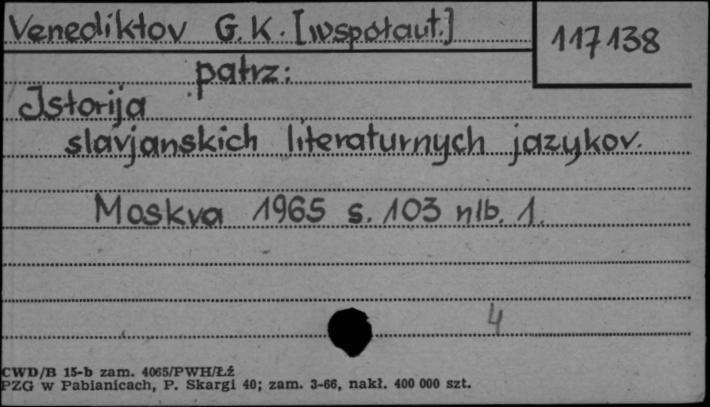 Venediktov G. K. [współaut.]
117138
patrz:
Istorija
slavjanskich literaturnych jazykov.
Moskva 1965 s. 103 nlb. 1.
4
CWD/B 15-b zam. 4065/PWH/Łź
PZG w Pabianicach, P. Skargi 40; zam. 3-66, nakł. 400 000 szt.